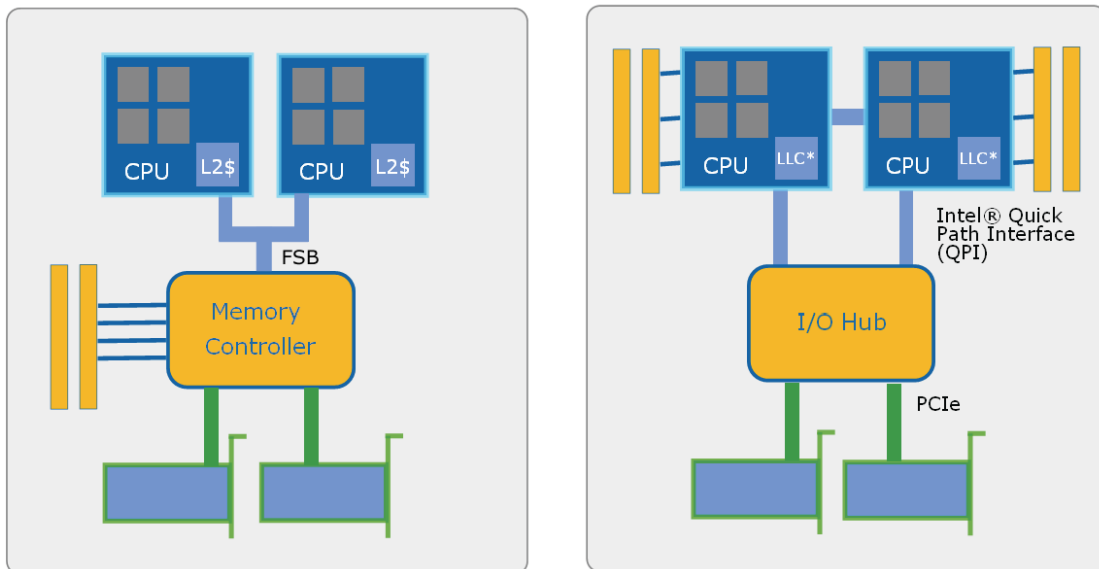 CPU
L2$
CPU
L2$
FSB
Memory
Controller
CPU
LLC*
CPU
LLC*
Intel® Quick
Path Interface
(QPI)
I/O Hub
PCIe